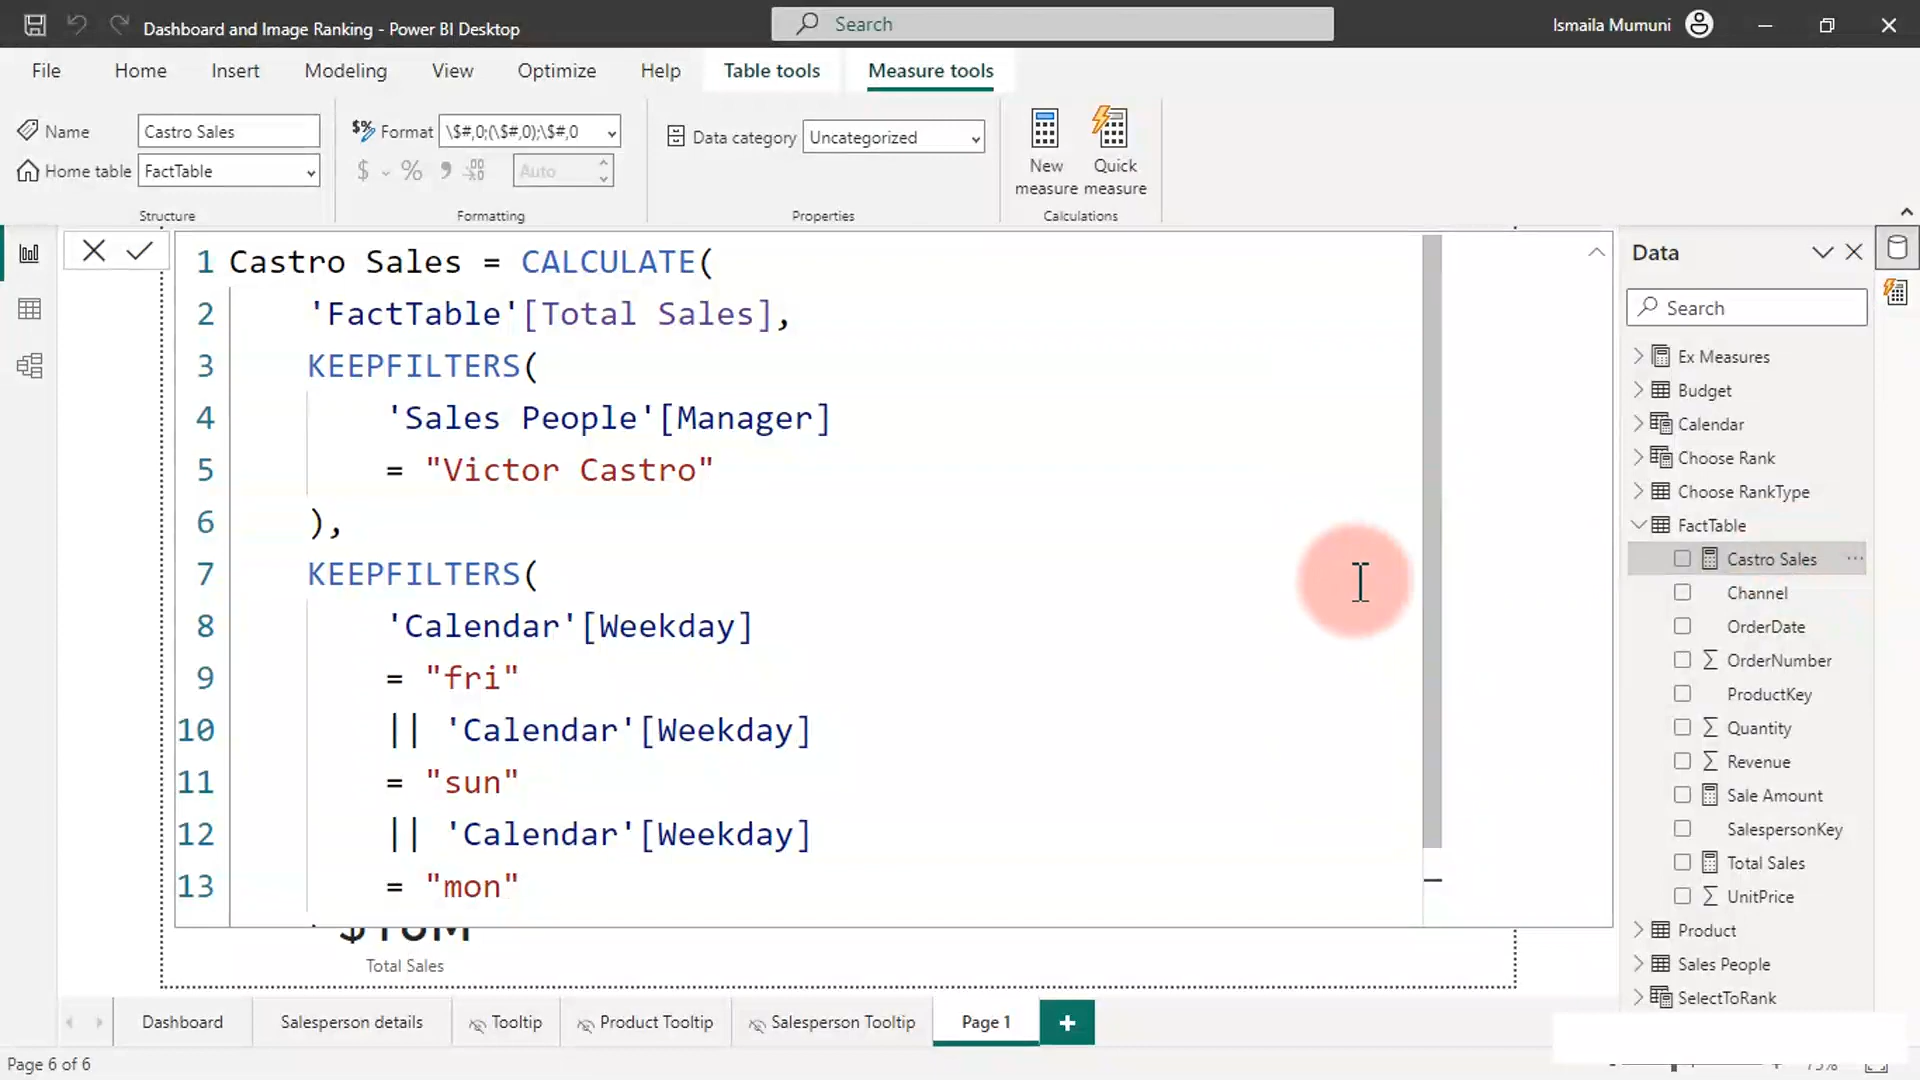 Dashboard and Image Ranking - Power BI Desktop
Search
Ismaila Mumuni
File
Home
Insert
Modeling
View
Optimize
Help
Table tools
Measure tools
Name
Castro Sales
Home table
FactTable
Structure
Format
\$#,0;(\$#,0);\$#,0
$
%
Auto
Formatting
Data category
Uncategorized
Properties
New
measure
Quick
measure
Calculations
1 Castro Sales = CALCULATE(
2 'FactTable'[Total Sales],
3 KEEPFILTERS(
4 'Sales People'[Manager]
5 = "Victor Castro"
6 ),
7 KEEPFILTERS(
8 'Calendar'[Weekday]
9 = "fri"
10 || 'Calendar'[Weekday]
11 = "sun"
12 || 'Calendar'[Weekday]
13 = "mon"
Total Sales
Data
Search
Ex Measures
Budget
Calendar
Choose Rank
Choose RankType
FactTable
Castro Sales
Channel
OrderDate
OrderNumber
ProductKey
Quantity
Revenue
Sale Amount
SalespersonKey
Total Sales
UnitPrice
Product
Sales People
SelectToRank
Dashboard
Salesperson details
Tooltip
Product Tooltip
Salesperson Tooltip
Page 1
Page 6 of 6